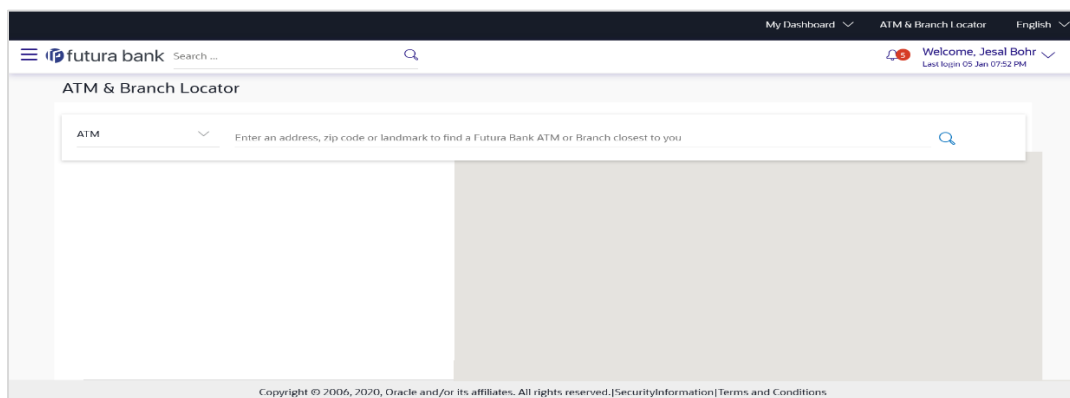 My Dashboard ATM & Branch Locator English
futura bank Search ... 5 Welcome, Jesal Bohr
Last login 05 Jan 07:52 PM
ATM & Branch Locator
ATM Enter an address, zip code or landmark to find a Futura Bank ATM or Branch closest to you
Copyright © 2006, 2020, Oracle and/or its affiliates. All rights reserved.|SecurityInformation|Terms and Conditions